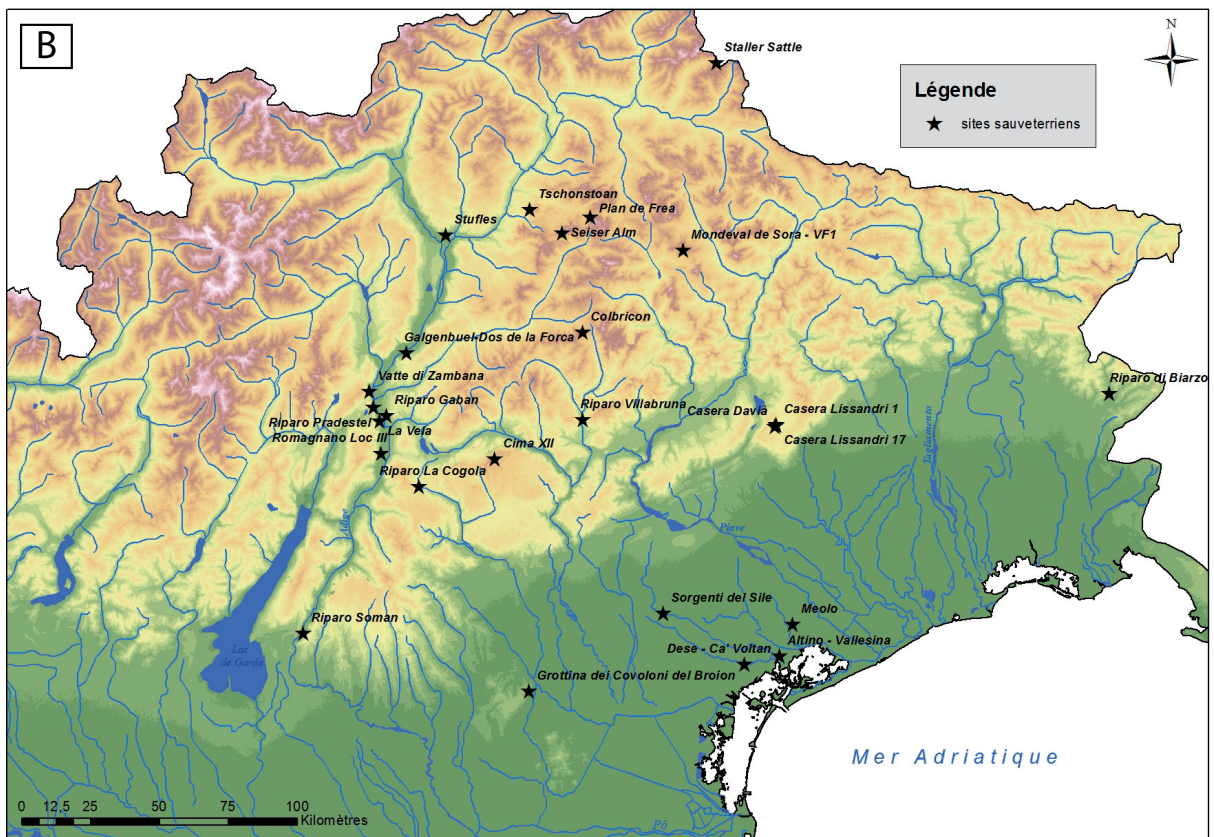 B
N
Staller Sattle
Légende
sites sauveterriens
Tschonstoan
Plan de Frea
Stufles
Seiser Alm
Mondeval de Sora - VF1
Colbricon
Galgenbuel-Dos de la Forca
Vatte di Zambana
Riparo di Biarzo
Riparo Gaban
Riparo Villabruna
Casera Davià
Casera Lissandri 1
Riparo Pradestel
La Vela
Romagnano Loc III
Casera Lissandri 17
Cima XII
Tagliamento
Riparo La Cogola
Adige
Piave
Sorgenti del Sile
Meolo
Riparo Soman
Lac
de Garde
Altino - Vallesina
Dese - Ca' Voltan
Grottina dei Covoloni del Broion
Mer Adriatique
0 12,5 25 50 75 100
Kilomètres
Pô